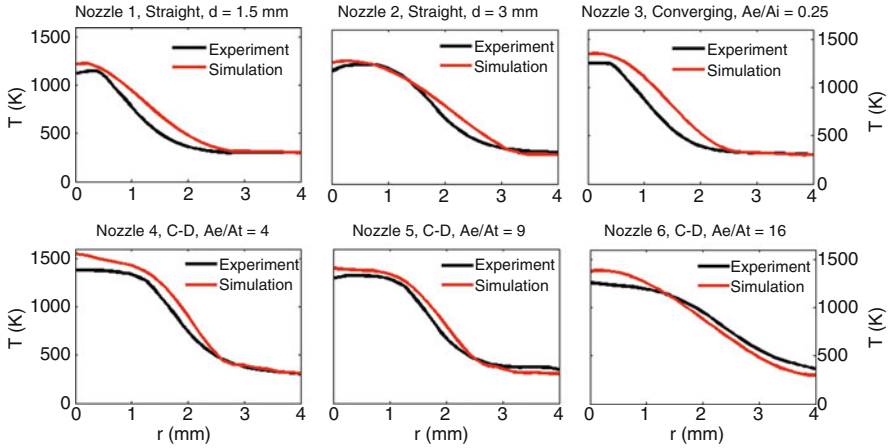 Nozzle 1, Straight, d = 1.5 mm
Nozzle 2, Straight, d = 3 mm
Nozzle 3, Converging, Ae/Ai = 0.25
T (K)
1500
1000
500
0
Experiment
Simulation
0 1 2 3 4
Experiment
Simulation
0 1 2 3 4
Experiment
Simulation
0 1 2 3 4
1500
1000
500
0
T (K)
Nozzle 4, C-D, Ae/At = 4
Nozzle 5, C-D, Ae/At = 9
Nozzle 6, C-D, Ae/At = 16
T (K)
1500
1000
500
0
Experiment
Simulation
0 1 2 3 4
r (mm)
Experiment
Simulation
0 1 2 3 4
r (mm)
Experiment
Simulation
0 1 2 3 4
r (mm)
1500
1000
500
0
T (K)